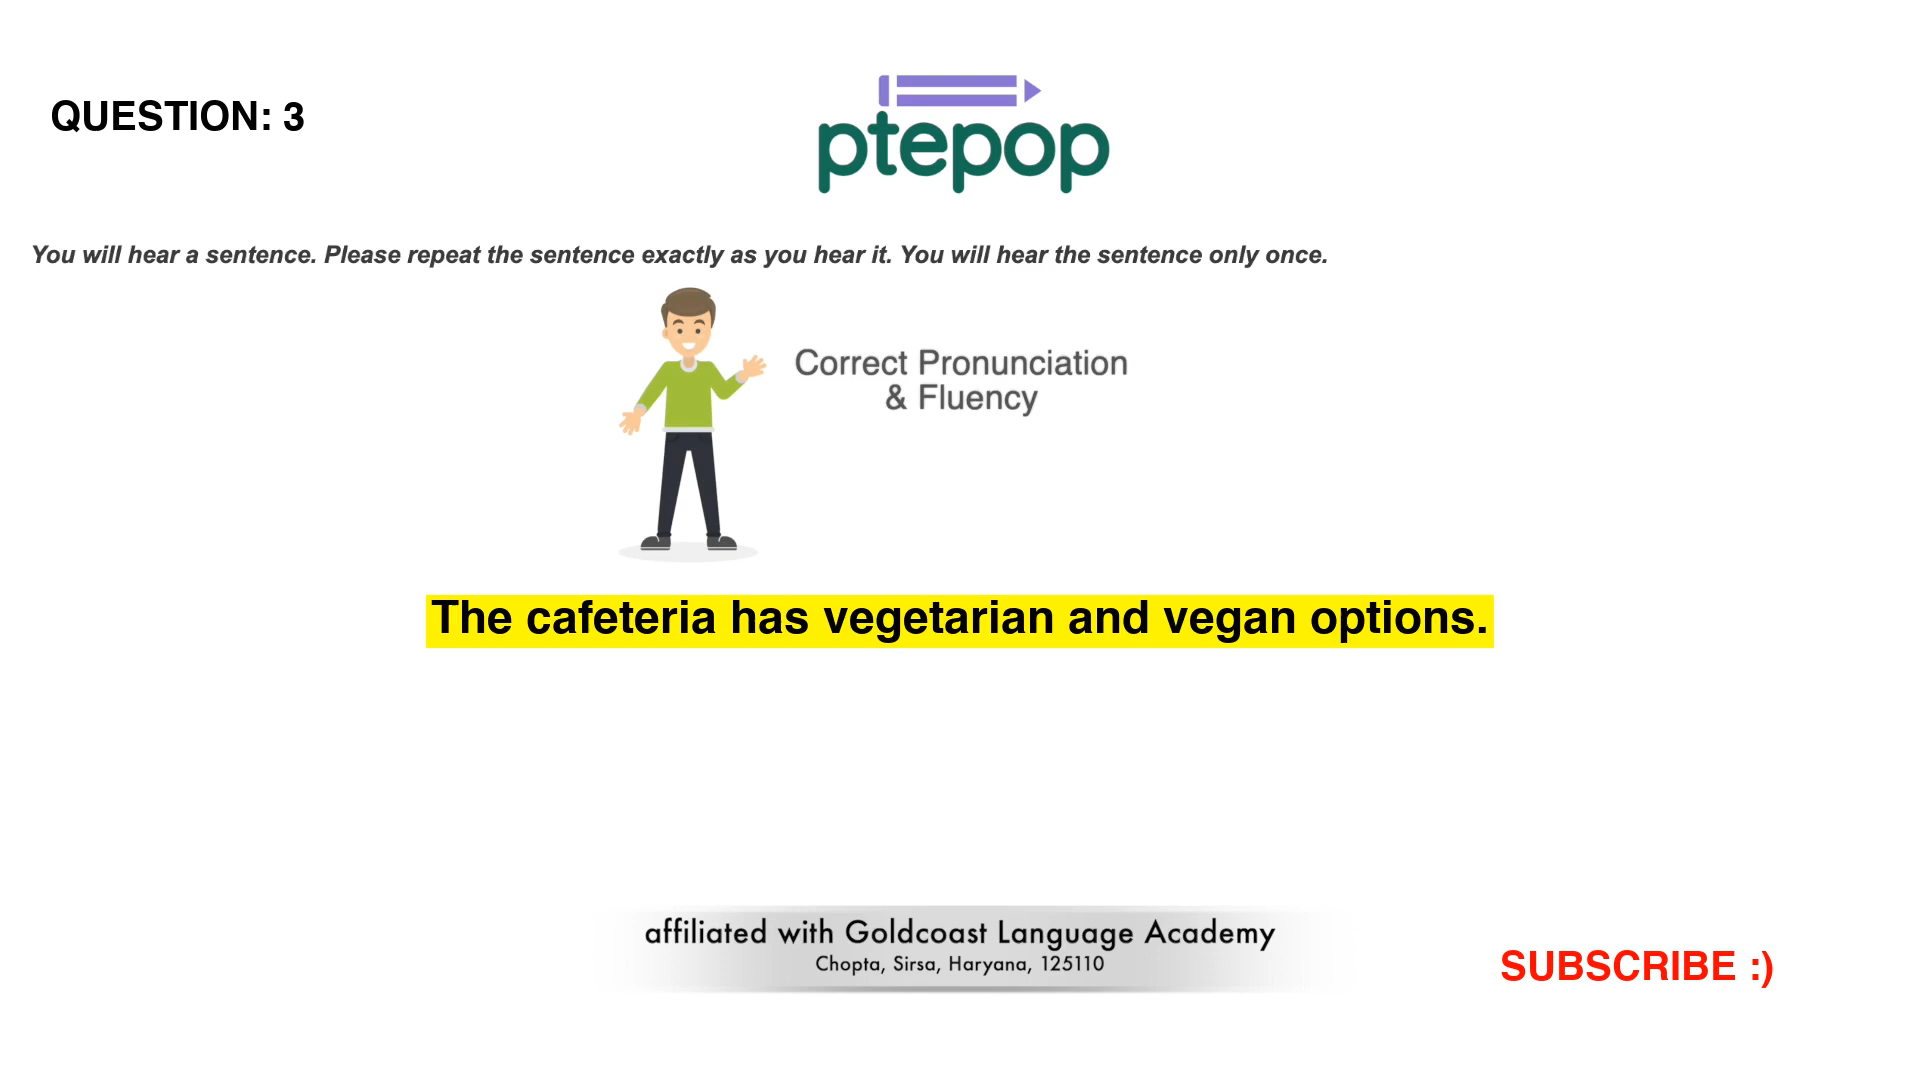 QUESTION: 3
ptepop
You will hear a sentence. Please repeat the sentence exactly as you hear it. You will hear the sentence only once.
Correct Pronunciation
& Fluency
The cafeteria has vegetarian and vegan options.
affiliated with Goldcoast Language Academy
Chopta, Sirsa, Haryana, 125110
SUBSCRIBE :)